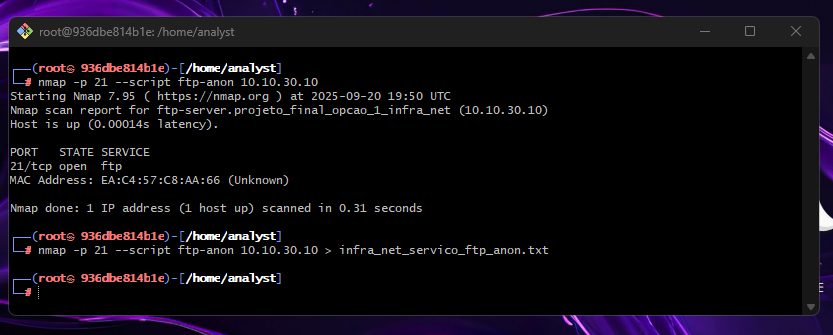 root@936dbe814b1e: /home/analyst
┌──(root㉿ 936dbe814b1e)-[/home/analyst]
└─# nmap -p 21 --script ftp-anon 10.10.30.10
Starting Nmap 7.95 ( https://nmap.org ) at 2025-09-20 19:50 UTC
Nmap scan report for ftp-server.projeto_final_opcao_1_infra_net (10.10.30.10)
Host is up (0.00014s latency).
PORT   STATE SERVICE
21/tcp open  ftp
MAC Address: EA:C4:57:C8:AA:66 (Unknown)
Nmap done: 1 IP address (1 host up) scanned in 0.31 seconds
┌──(root㉿ 936dbe814b1e)-[/home/analyst]
└─# nmap -p 21 --script ftp-anon 10.10.30.10 > infra_net_servico_ftp_anon.txt
┌──(root㉿ 936dbe814b1e)-[/home/analyst]
└─#